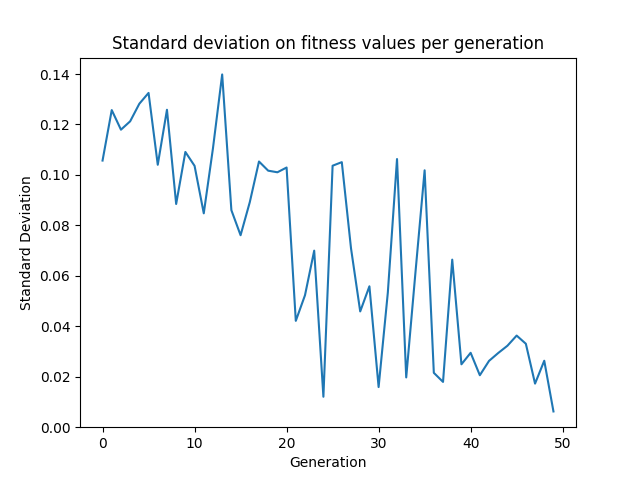 Standard deviation on fitness values per generation
0.14
0.12
0.10
0.08
0.06
0.04
0.02
0.00
Standard Deviation
0 10 20 30 40 50
Generation